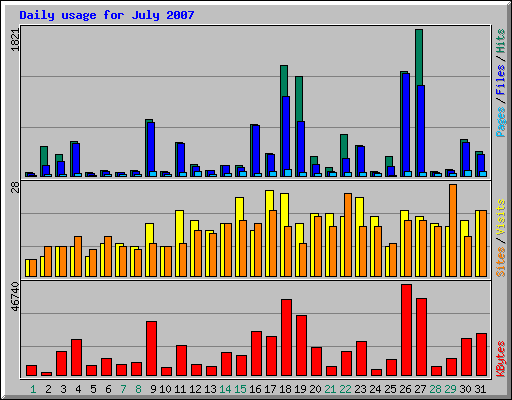 Daily usage for July 2007
1821
Pages / Files / Hits
28
Sites / Visits
46740
KBytes
1 2 3 4 5 6 7 8 9 10 11 12 13 14 15 16 17 18 19 20 21 22 23 24 25 26 27 28 29 30 31